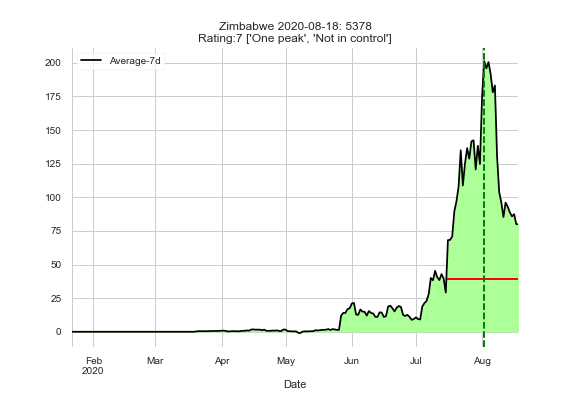 Zimbabwe 2020-08-18: 5378
Rating:7 ['One peak', 'Not in control']
Average-7d
200
175
150
125
100
75
50
25
0
Feb
2020
Mar
Apr
May
Jun
Jul
Aug
Date